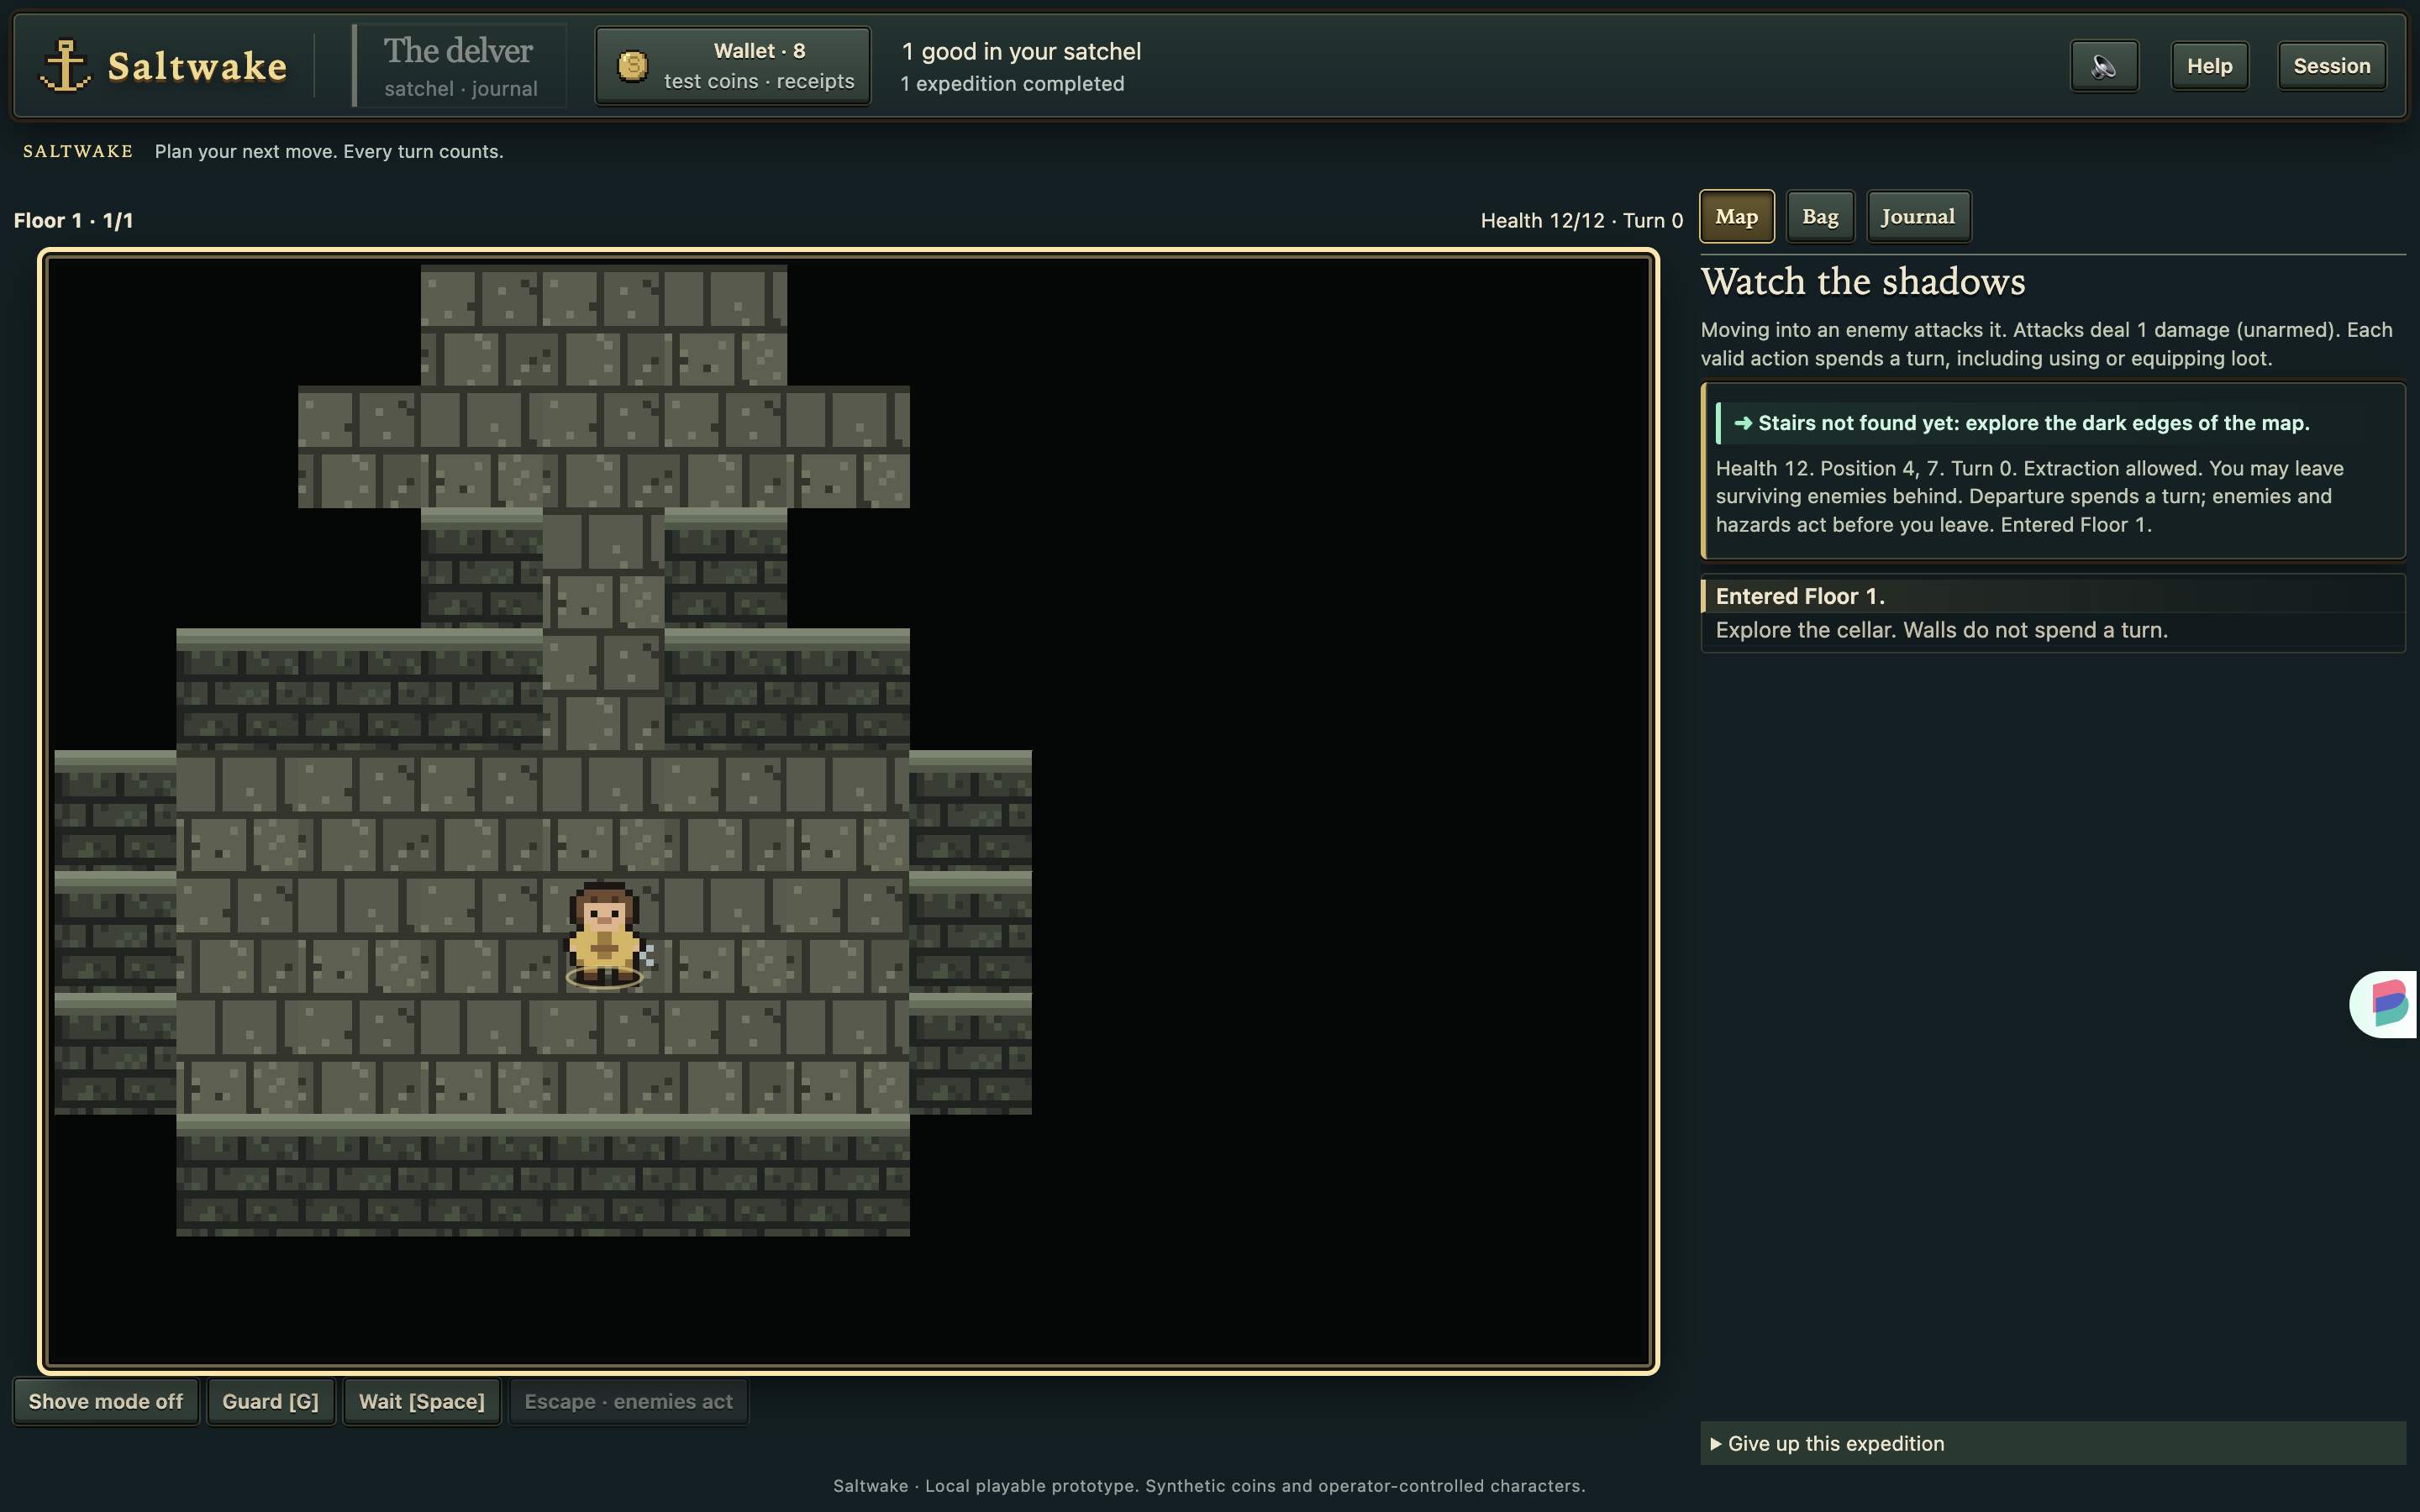 Saltwake
The delver
satchel · journal
Wallet · 8
test coins · receipts
1 good in your satchel
1 expedition completed
Help
Session
SALTWAKE Plan your next move. Every turn counts.
Floor 1 · 1/1
Health 12/12 · Turn 0
Map
Bag
Journal
Watch the shadows
Moving into an enemy attacks it. Attacks deal 1 damage (unarmed). Each
valid action spends a turn, including using or equipping loot.
➜ Stairs not found yet: explore the dark edges of the map.
Health 12. Position 4, 7. Turn 0. Extraction allowed. You may leave
surviving enemies behind. Departure spends a turn; enemies and
hazards act before you leave. Entered Floor 1.
Entered Floor 1.
Explore the cellar. Walls do not spend a turn.
Shove mode off
Guard [G]
Wait [Space]
Escape · enemies act
▶ Give up this expedition
Saltwake · Local playable prototype. Synthetic coins and operator-controlled characters.